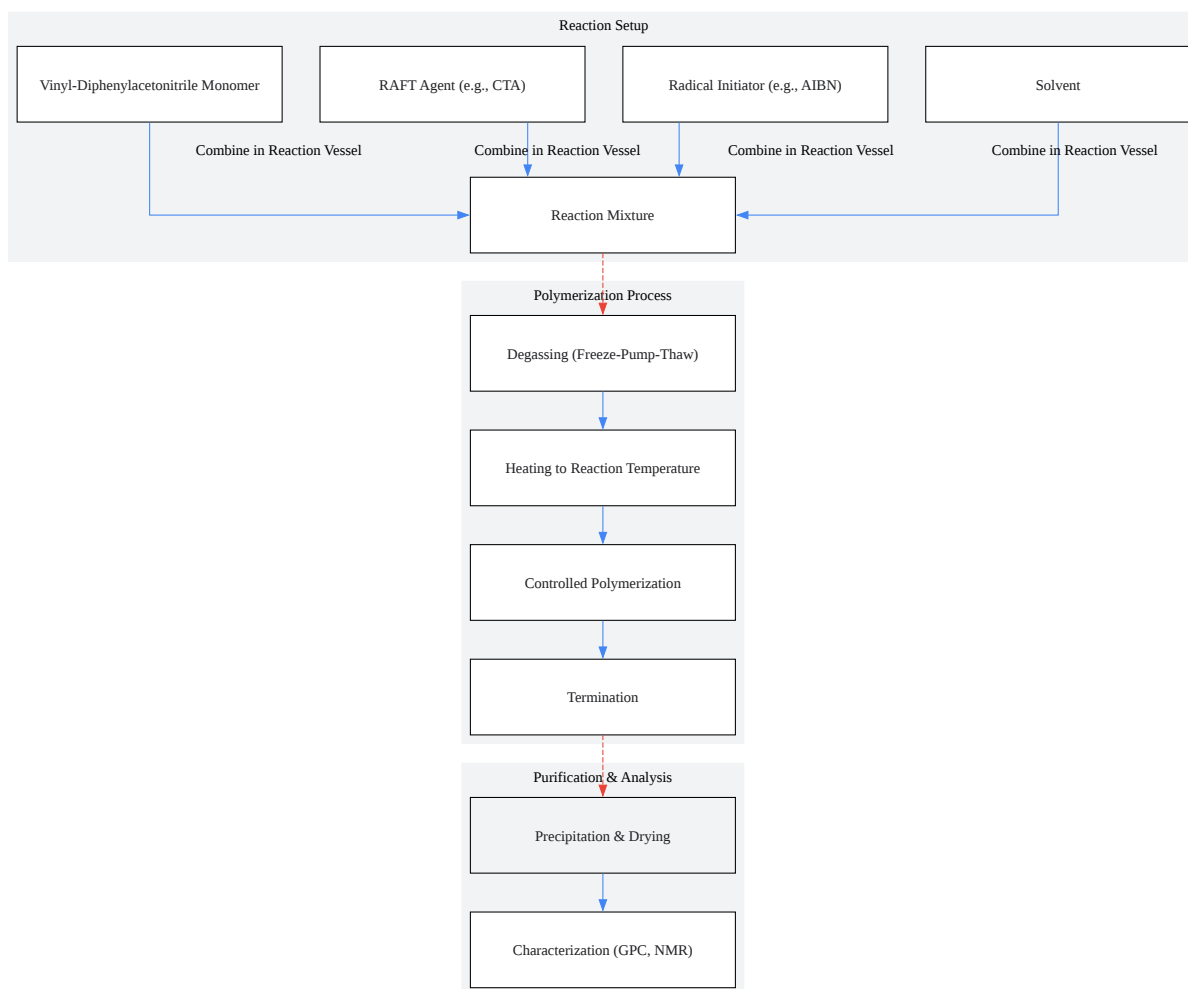 Reaction Setup
Vinyl-Diphenylacetonitrile Monomer
RAFT Agent (e.g., CTA)
Radical Initiator (e.g., AIBN)
Solvent
Combine in Reaction Vessel
Combine in Reaction Vessel
Combine in Reaction Vessel
Combine in Reaction Vessel
Reaction Mixture
Polymerization Process
Degassing (Freeze-Pump-Thaw)
Heating to Reaction Temperature
Controlled Polymerization
Termination
Purification & Analysis
Precipitation & Drying
Characterization (GPC, NMR)